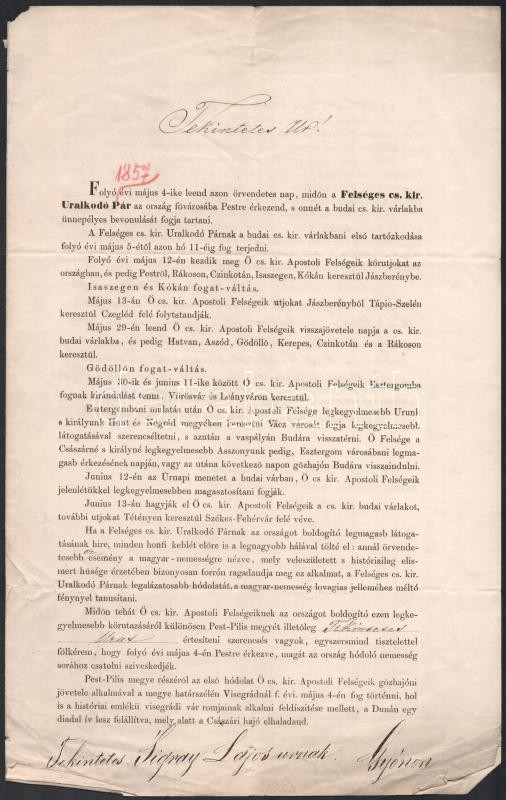 Tekintetes Ur!
1857
Folyó évi május 4-ike leend azon örvendetes nap, midőn a Felséges cs. kir.
Uralkodó Pár az ország fővárosába Pestre érkezend, s onnét a budai cs. kir. várlakba
ünnepélyes bevonulását fogja tartani.
A Felséges cs. kir. Uralkodó Párnak a budai cs. kir. várlakbani első tartózkodása
folyó évi május 5-étől azon hó 11-éig fog terjedni.
Folyó évi május 12-én kezdik meg Ő cs. kir. Apostoli Felségeik körutjokat az
országban, és pedig Pestről, Rákoson, Czinkotán, Isaszegen, Kókán keresztül Jászberénybe.
Isaszegen és Kókán fogat-váltás.
Május 13-án Ő cs. kir. Apostoli Felségeik utjokat Jászberényből Tápio-Szelén
keresztül Czegléd felé folytatandják.
Május 29-én leend Ő cs. kir. Apostoli Felségeik visszajövetele napja a cs. kir.
budai várlakba, és pedig Hatvan, Aszód, Gödöllő, Kerepes, Czinkotán és a Rákoson
keresztül.
Gödöllőn fogat-váltás.
Május 30-ik és junius 11-ike között Ő cs. kir. Apostoli Felségeik Esztergomba
fognak kirándulást tenni, Vörösvár és Leányvárom keresztül.
Esztergombani mulatás után Ő cs. kir. Apostoli Felsége legkegyelmesebb Urunk
s királyunk Hont és Nógrád megyéken keresztül Vácz városát fogja legkegyelmesebb
látogatásával szerencséltetni, s azután a vaspályán Budára visszatérni. Ő Felsége a
Császárné s királyné legkegyelmesebb Asszonyunk pedig, Esztergom városábani legma-
gasb érkezésének napján, vagy az utána következő napon gőzhajón Budára visszaindulni.
Junius 12-én az Úrnapi menetet a budai várban, Ő cs. kir. Apostoli Felségeik
jelenlétükkel legkegyelmesebben magasztositani fogják.
Junius 13-án hagyják el Ő cs. kir. Apostoli Felségeik a cs. kir. budai várlakot,
további utjokat Tétényen keresztül Székes-Fehérvár felé véve.
Ha a Felséges cs. kir. Uralkodó Párnak az országot boldogitó legmagasb látoga-
tásának hire, minden honfi keblét előre is a legnagyobb hálával tölté el: annál örvende-
tesebb ez esemény a magyar-nemességre nézve, mely veleszületett s históriailag elis-
mert hűsége érzetében bizonyosan forrón ragadandja meg ez alkalmat, a Felséges cs. kir.
Uralkodó Párnak legalázatosabb hódolatát, a magyar-nemesség lovagias jelleméhez méltó
fénynyel tanusitani.
Midőn tehát Ő cs. kir. Apostoli Felségeiknek az országot boldogitó ezen legke-
gyelmesebb körutazásáról különösen Pest-Pilis megyét illetőleg Tekintetes
Urat értesiteni szerencsés vagyok, egyszersmind tisztelettel
fölkérem, hogy folyó évi május 4-én Pestre érkezve, magát az ország hódoló nemesség
sorához csatolni sziveskedjék.
Pest-Pilis megye részéről az első hódolat Ő cs. kir. Apostoli Felségeik gőzhajóni
jövetele alkalmával a megye határszélén Visegrádnál f. évi május 4-én fog történni, hol
is a históriai emlékü visegrádi vár romjainak alkalmi feldíszitése mellett, a Dunán egy
diadal ív lesz felállitva, mely alatt a Császári hajó elhaladand.
Tekintetes Sigray Lajos urnak. Gyónon